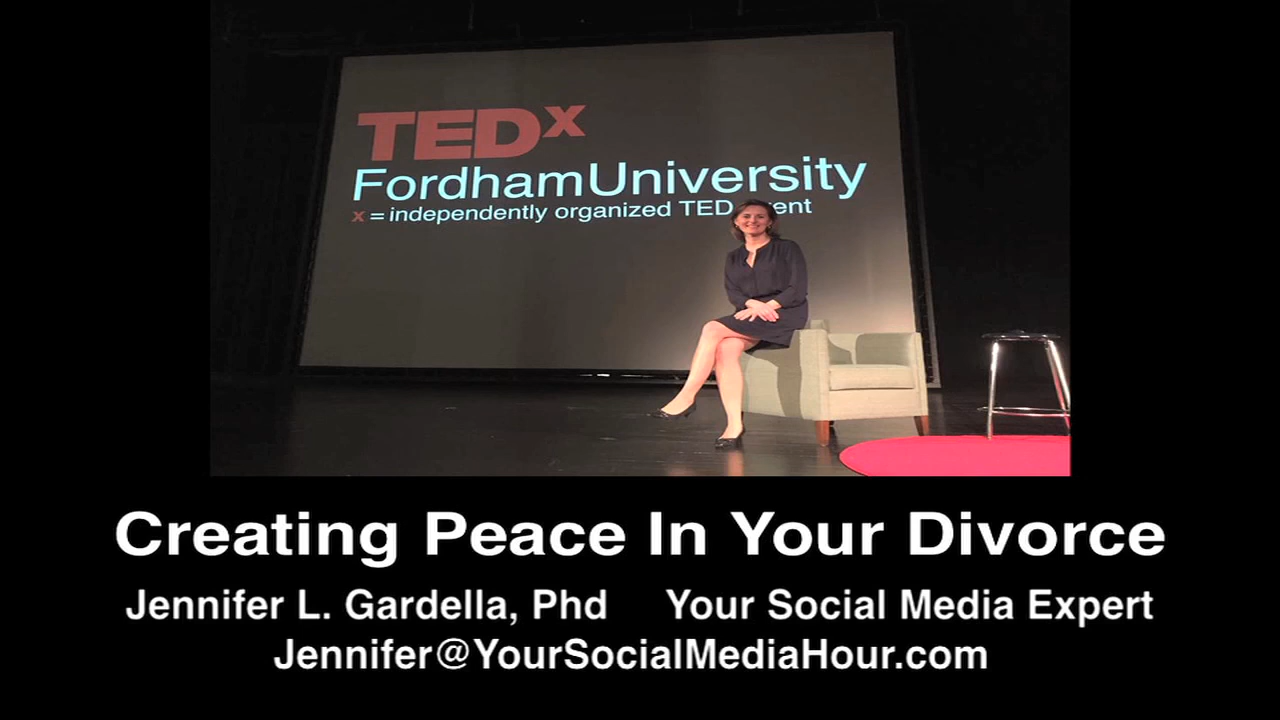 TEDx
FordhamUniversity
x = independently organized TED
Creating Peace In Your Divorce
Jennifer L. Gardella, Phd Your Social Media Expert
Jennifer@YourSocialMediaHour.com